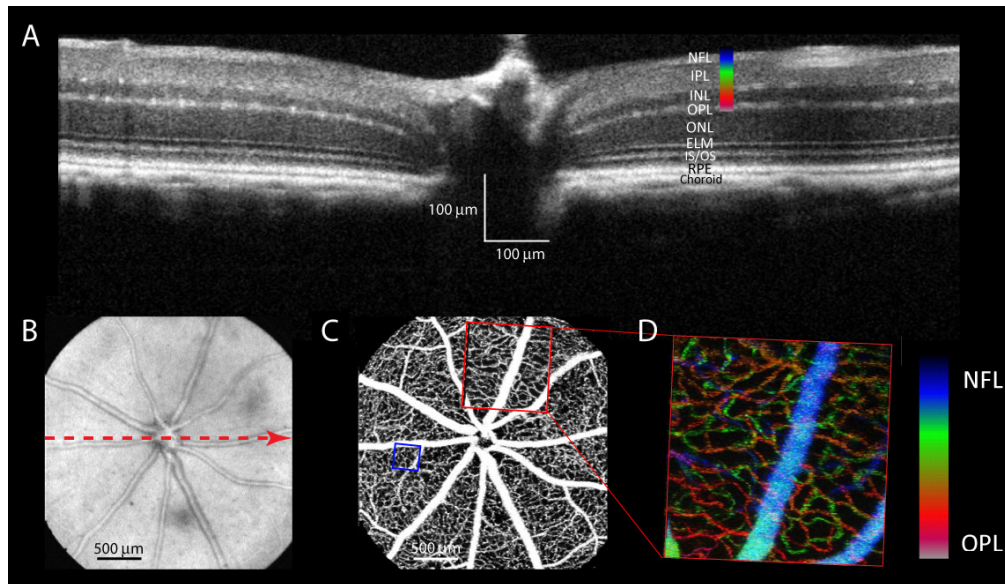 A
NFL
IPL
INL
OPL
ONL
ELM
IS/OS
RPE
Choroid
100 μm
100 μm
B
C
D
NFL
500 μm
500 μm
OPL